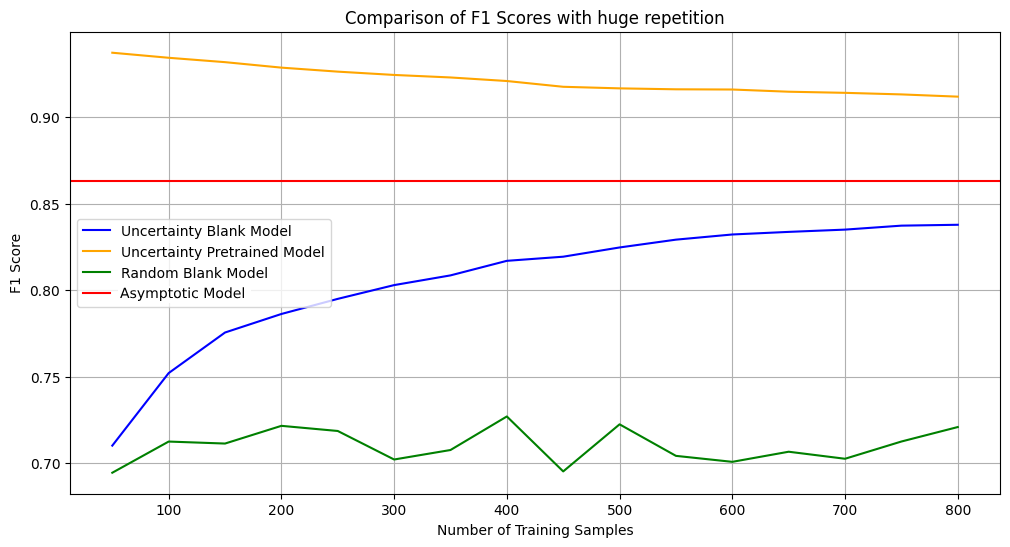 Comparison of F1 Scores with huge repetition
F1 Score
0.90
0.85
0.80
0.75
0.70
Uncertainty Blank Model
Uncertainty Pretrained Model
Random Blank Model
Asymptotic Model
100 200 300 400 500 600 700 800
Number of Training Samples